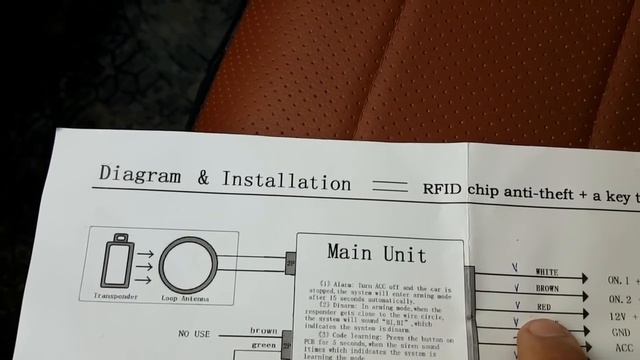 Diagram & Installation
RFID chip anti-theft + a key t
Main Unit
Transponder
Loop Antenna
2P
(1) Alarm: Turn ACC off and the car is
stopped, the system will enter arming mode
after 15 seconds automatically.
(2) Disarm: In arming mode, when the
responder gets close to the wire circle,
the system will sound "BI,BI", which
indicates the system is disarm.
(3) Code learning: Press the button on
PCB for 5 seconds, when the siren sound
1times which indicates the system is
learning the mode
NO USE
brown
green
2P
V WHITE ON.1 +
V BROWN ON.2
V RED 12V +
V GND
ACC